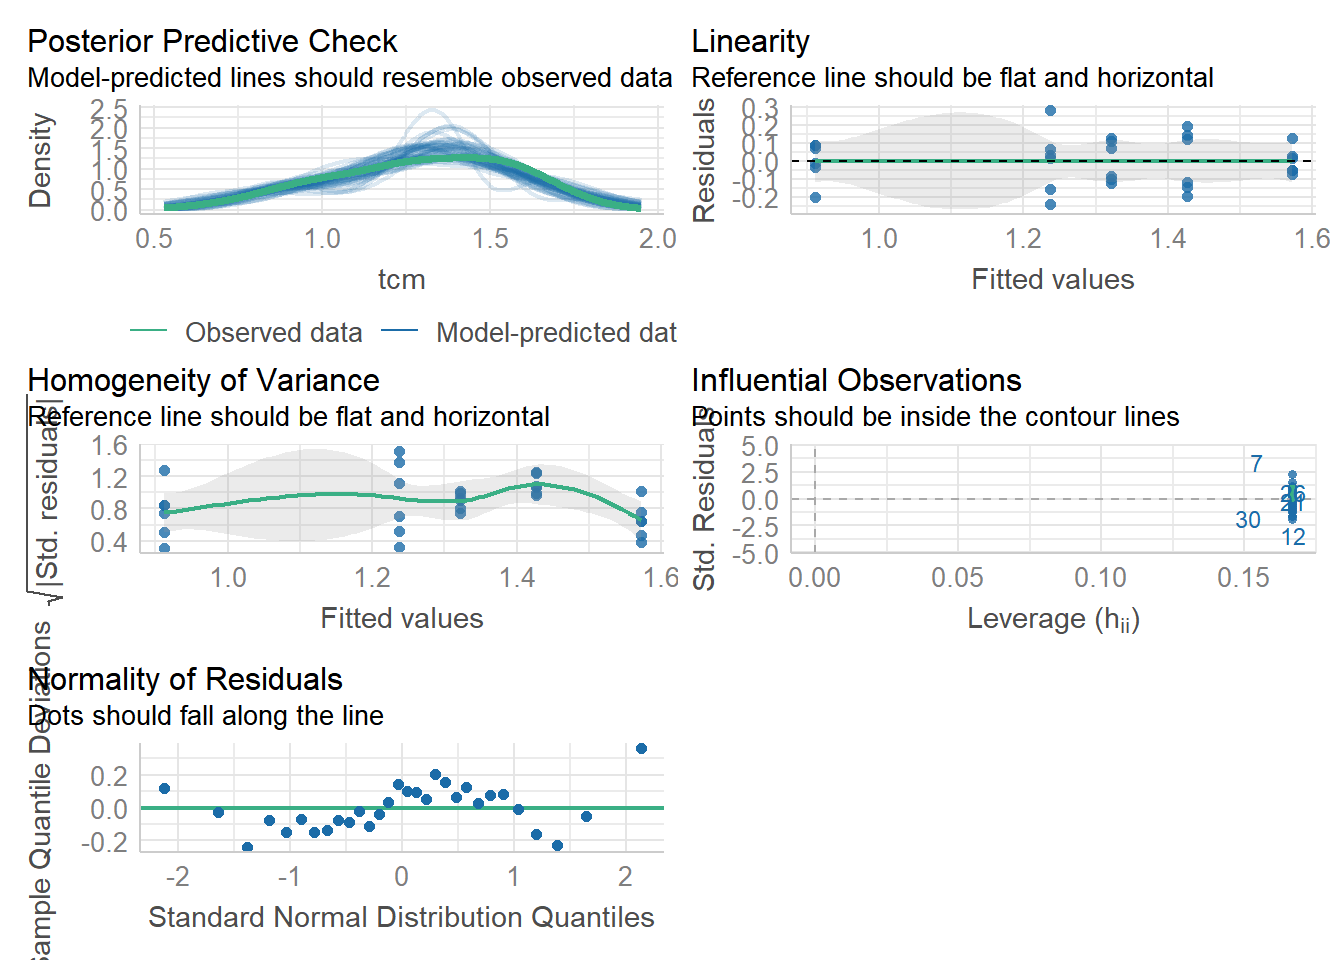 Posterior Predictive Check
Model-predicted lines should resemble observed data
Density
2.5
2.0
1.5
1.0
0.5
0.0
0.5 1.0 1.5 2.0
tcm
Observed data Model-predicted dat
Linearity
Reference line should be flat and horizontal
Residuals
0.3
0.2
0.1
0.0
-0.1
-0.2
1.0 1.2 1.4 1.6
Fitted values
Homogeneity of Variance
Reference line should be flat and horizontal
√|Std. residuals|
1.6
1.2
0.8
0.4
1.0 1.2 1.4 1.6
Fitted values
Influential Observations
Points should be inside the contour lines
Std. Residuals
5.0
2.5
0.0
-2.5
-5.0
7
26
30
12
0.00 0.05 0.10 0.15
Leverage (hii)
Normality of Residuals
Dots should fall along the line
Sample Quantile Deviations
0.2
0.0
-0.2
-2 -1 0 1 2
Standard Normal Distribution Quantiles